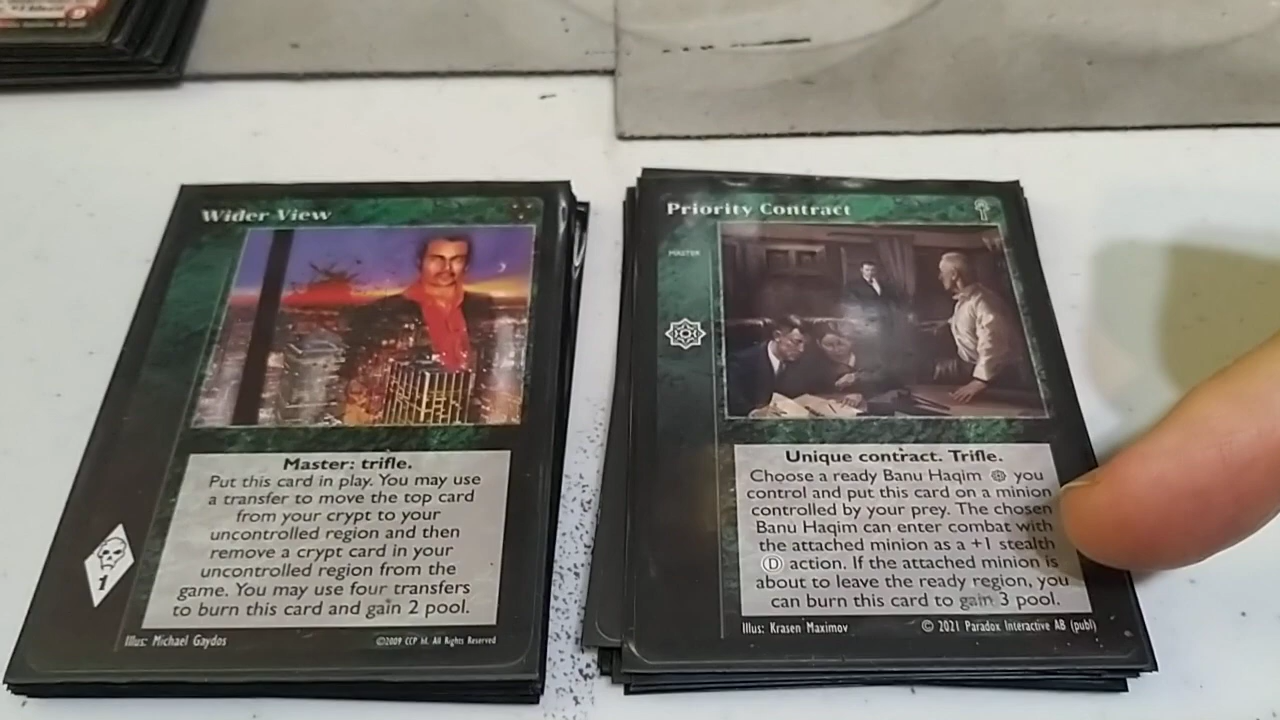 Wider View
Master: trifle.
Put this card in play. You may use
a transfer to move the top card
from your crypt to your
uncontrolled region and then
remove a crypt card in your
uncontrolled region from the
game. You may use four transfers
to burn this card and gain 2 pool.
1
Illus: Michael Gaydos
©2009 CCP hf. All Rights Reserved
Priority Contract
MASTER
Unique contract. Trifle.
Choose a ready Banu Haqim you
control and put this card on a minion
controlled by your prey. The chosen
Banu Haqim can enter combat with
the attached minion as a +1 stealth
D action. If the attached minion is
about to leave the ready region, you
can burn this card to gain 3 pool.
Illus: Krasen Maximov
© 2021 Paradox Interactive AB (publ)